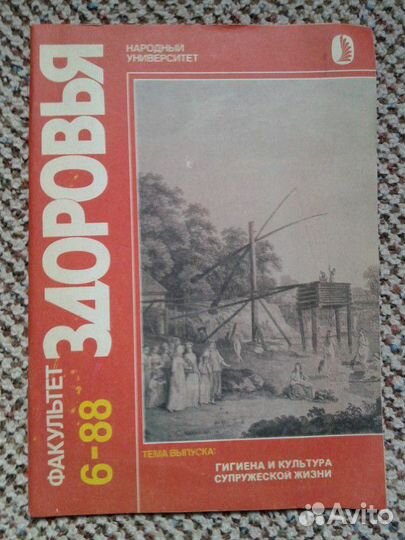 НАРОДНЫЙ
УНИВЕРСИТЕТ
ФАКУЛЬТЕТ
ЗДОРОВЬЯ
6-88
ТЕМА ВЫПУСКА:
ГИГИЕНА И КУЛЬТУРА
СУПРУЖЕСКОЙ ЖИЗНИ
Avito